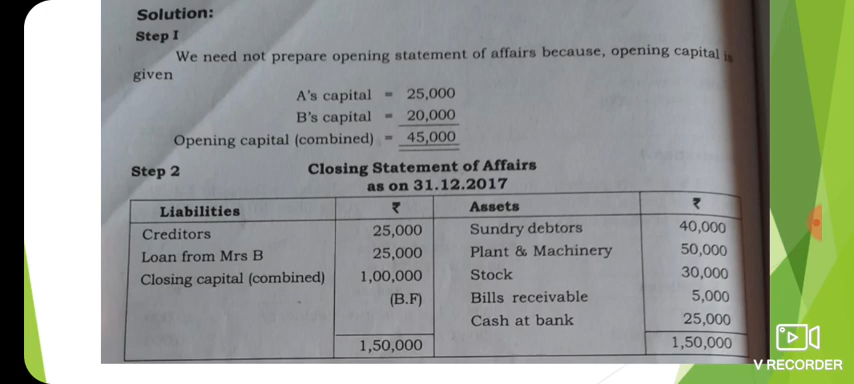 Solution:
Step I
We need not prepare opening statement of affairs because, opening capital is
given
A's capital = 25,000
B's capital = 20,000
Opening capital (combined) = 45,000
Step 2 Closing Statement of Affairs
as on 31.12.2017
Liabilities ₹ Assets ₹
Creditors 25,000 Sundry debtors 40,000
Loan from Mrs B 25,000 Plant & Machinery 50,000
Closing capital (combined) 1,00,000 Stock 30,000
(B.F) Bills receivable 5,000
Cash at bank 25,000
1,50,000 1,50,000
V RECORDER